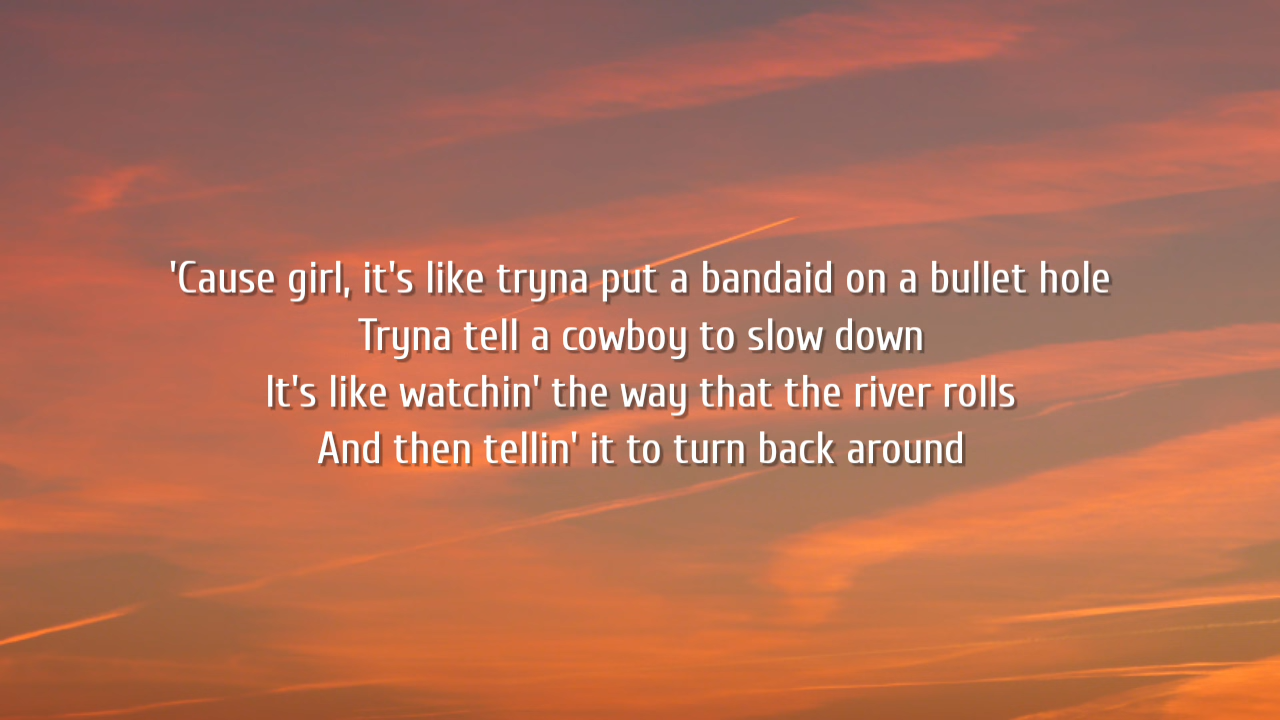 'Cause girl, it's like tryna put a bandaid on a bullet hole
Tryna tell a cowboy to slow down
It's like watchin' the way that the river rolls
And then tellin' it to turn back around